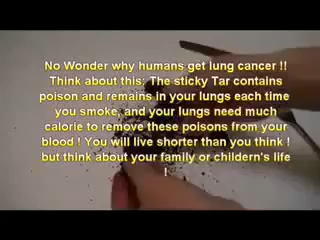 No Wonder why humans get lung cancer !!
Think about this: The sticky Tar contains
poison and remains in your lungs each time
you smoke, and your lungs need much
calorie to remove these poisons from your
blood ! You will live shorter than you think !
but think about your family or childern's life
!